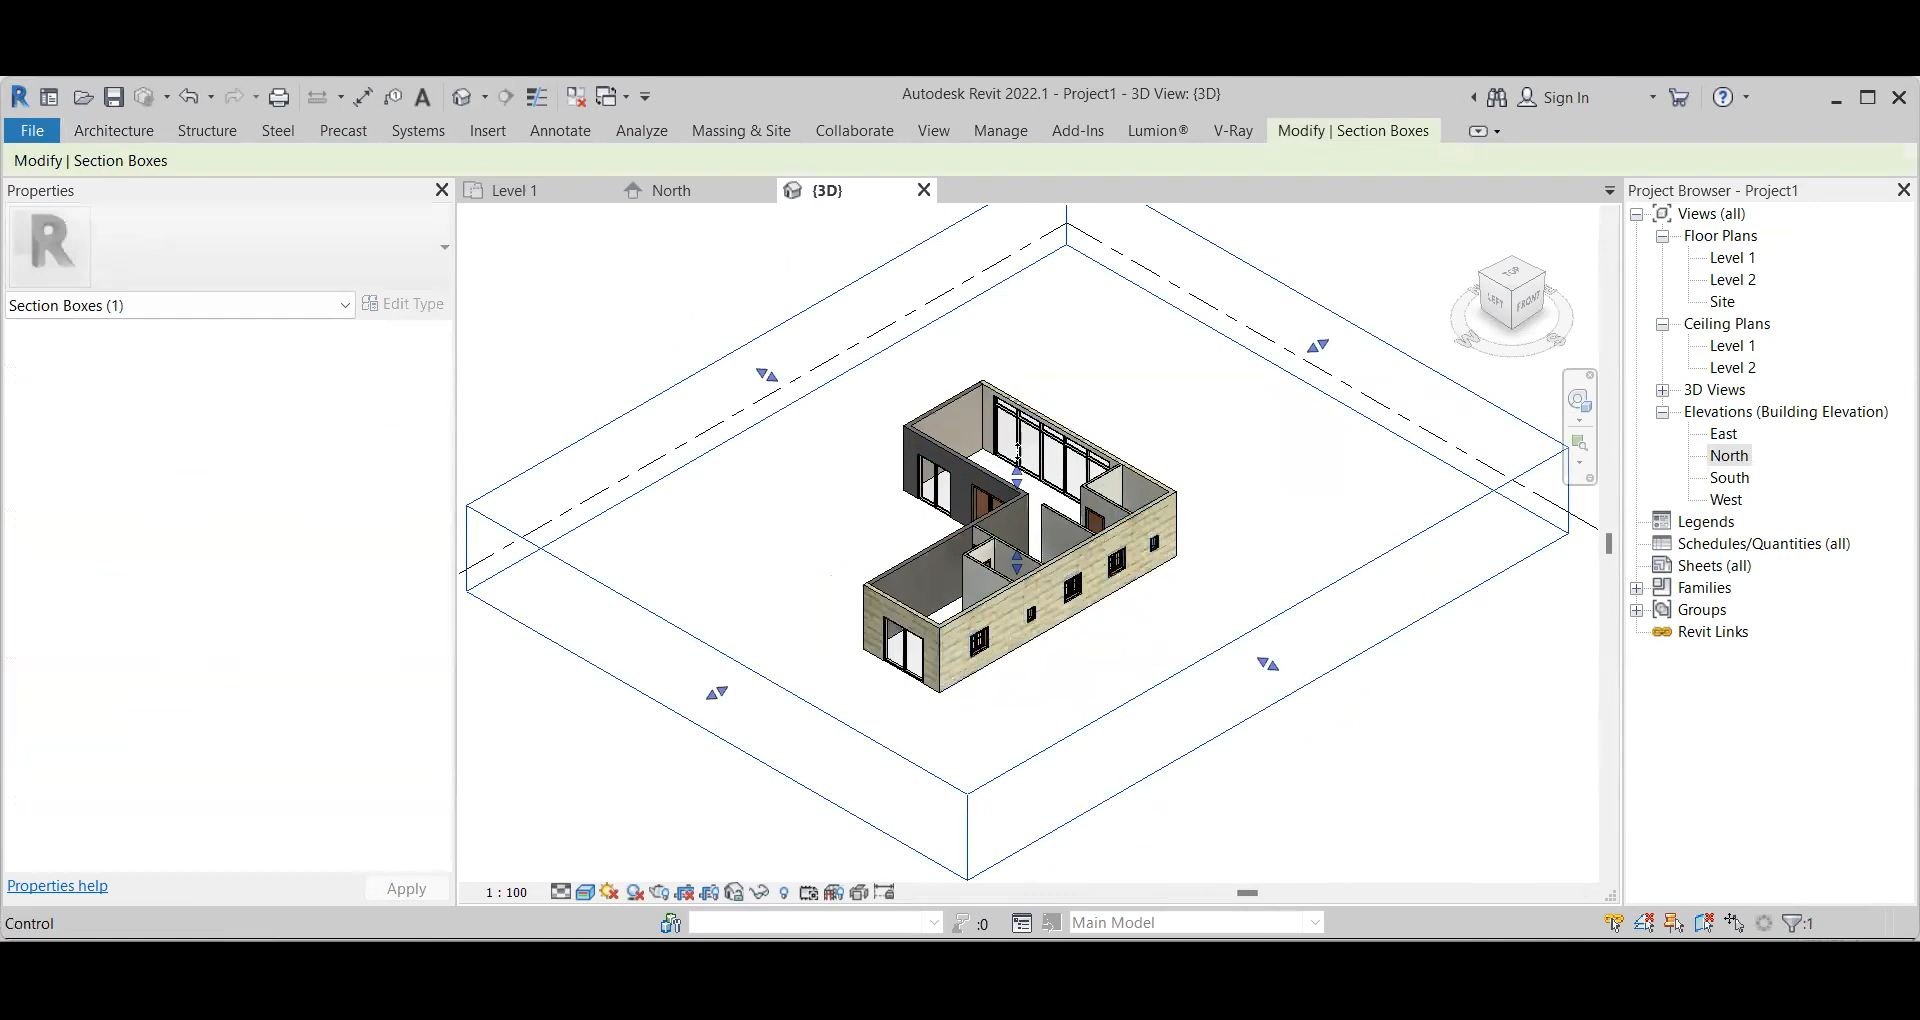 Autodesk Revit 2022.1 - Project1 - 3D View: {3D}
Sign In
File Architecture Structure Steel Precast Systems Insert Annotate Analyze Massing & Site Collaborate View Manage Add-Ins Lumion® V-Ray Modify | Section Boxes
Modify | Section Boxes
Properties
Level 1
North
{3D}
Project Browser - Project1
R
Section Boxes (1)
Edit Type
TOP
LEFT
FRONT
W
S
Views (all)
Floor Plans
Level 1
Level 2
Site
Ceiling Plans
Level 1
Level 2
3D Views
Elevations (Building Elevation)
East
North
South
West
Legends
Schedules/Quantities (all)
Sheets (all)
Families
Groups
Revit Links
Properties help
Apply
1 : 100
Control
:0
Main Model
:1